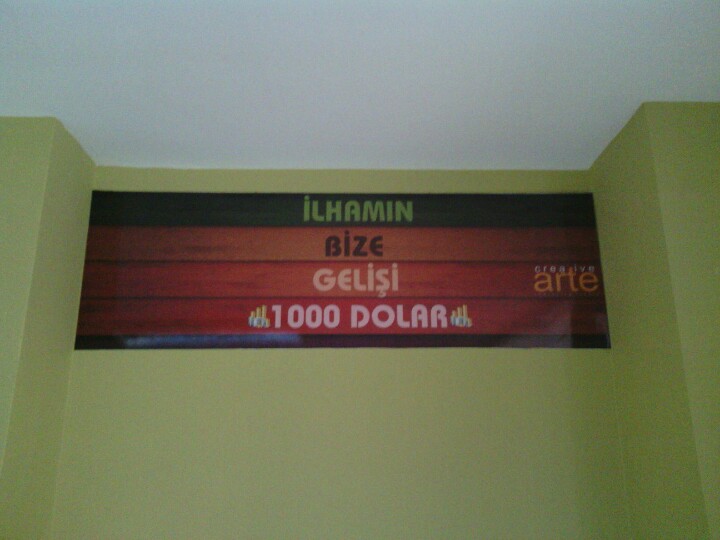 İLHAMIN
BİZE
GELİŞİ
1000 DOLAR
creative
arte